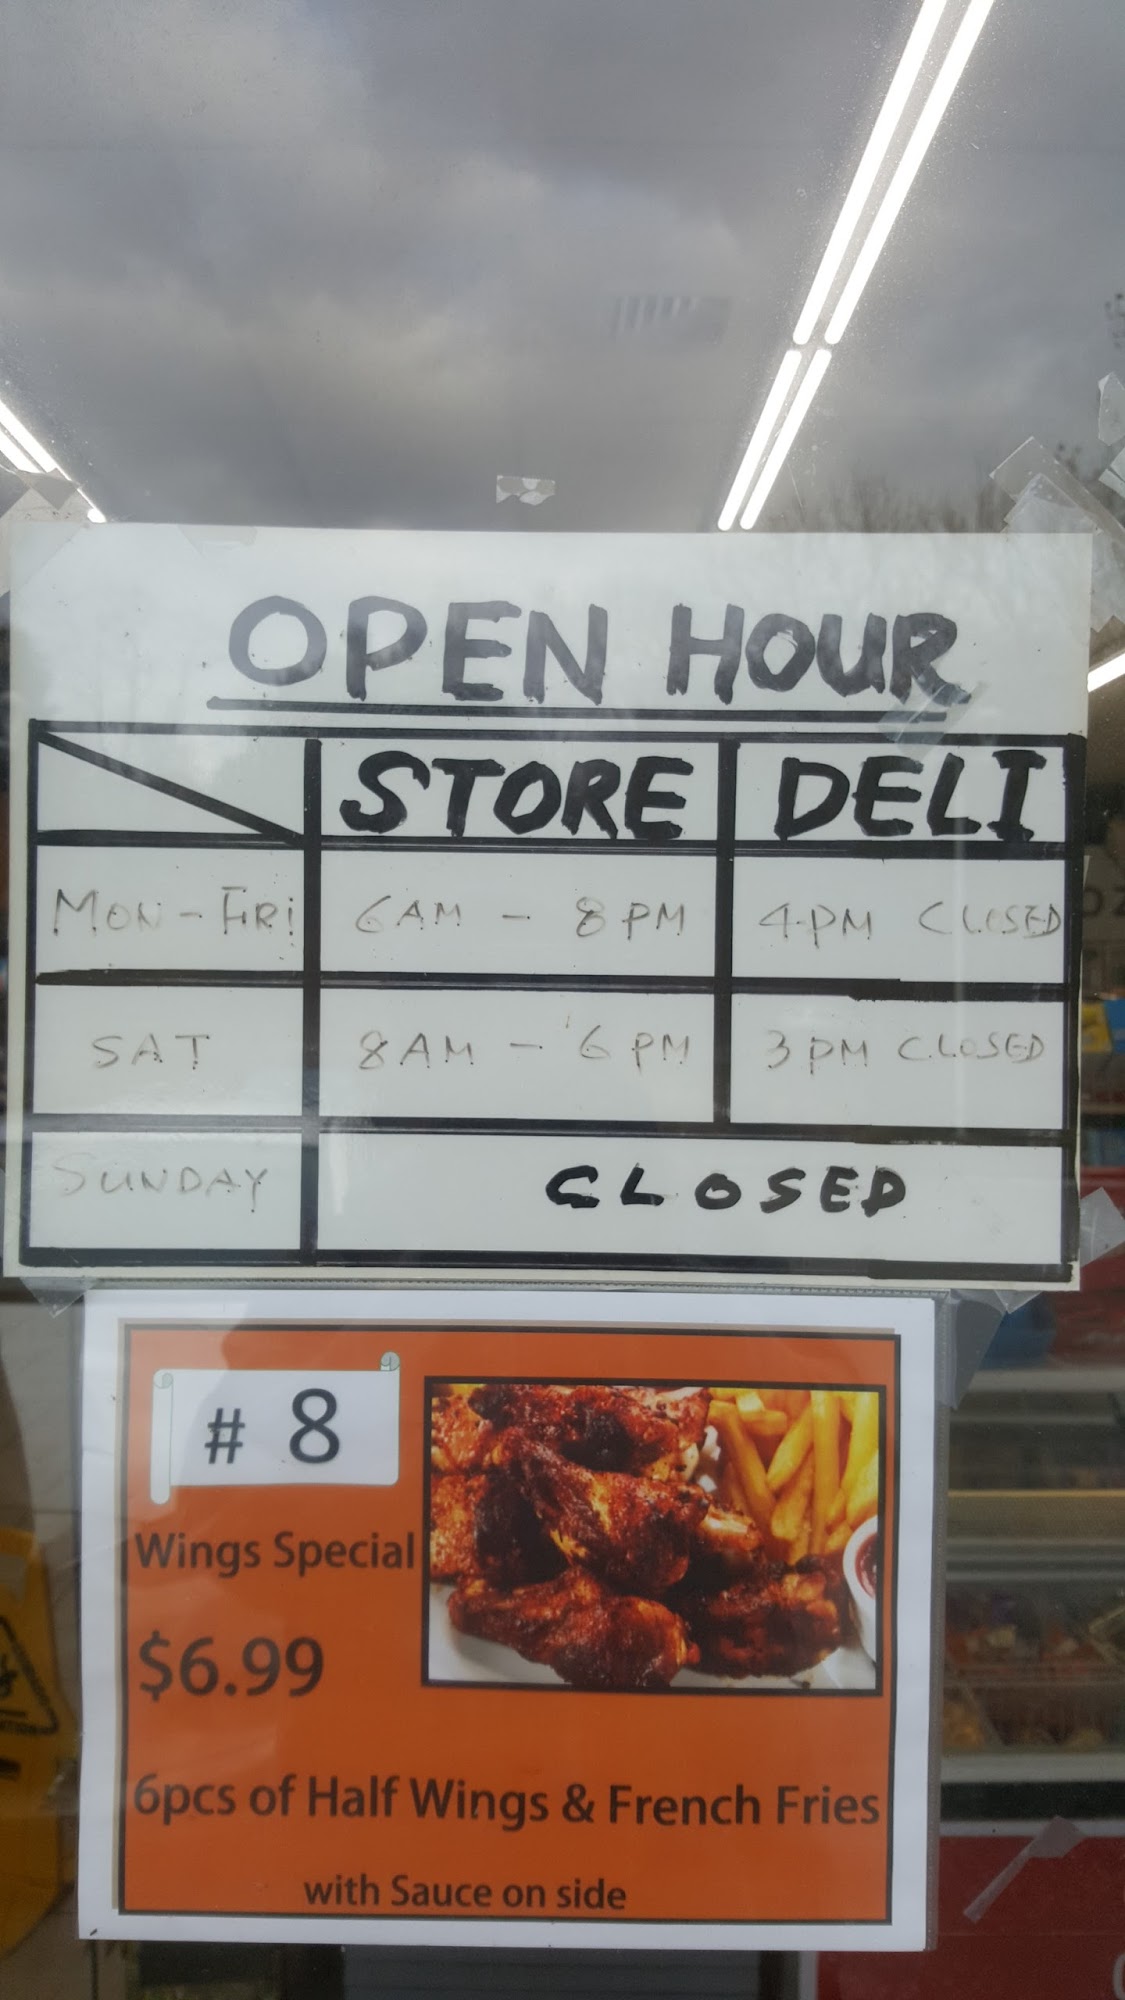 OPEN HOUR
STORE DELI
MON - FRi 6AM - 8PM 4PM CLOSED
SAT 8AM - 6PM 3PM CLOSED
SUNDAY CLOSED
# 8
Wings Special
$6.99
6pcs of Half Wings & French Fries
with Sauce on side